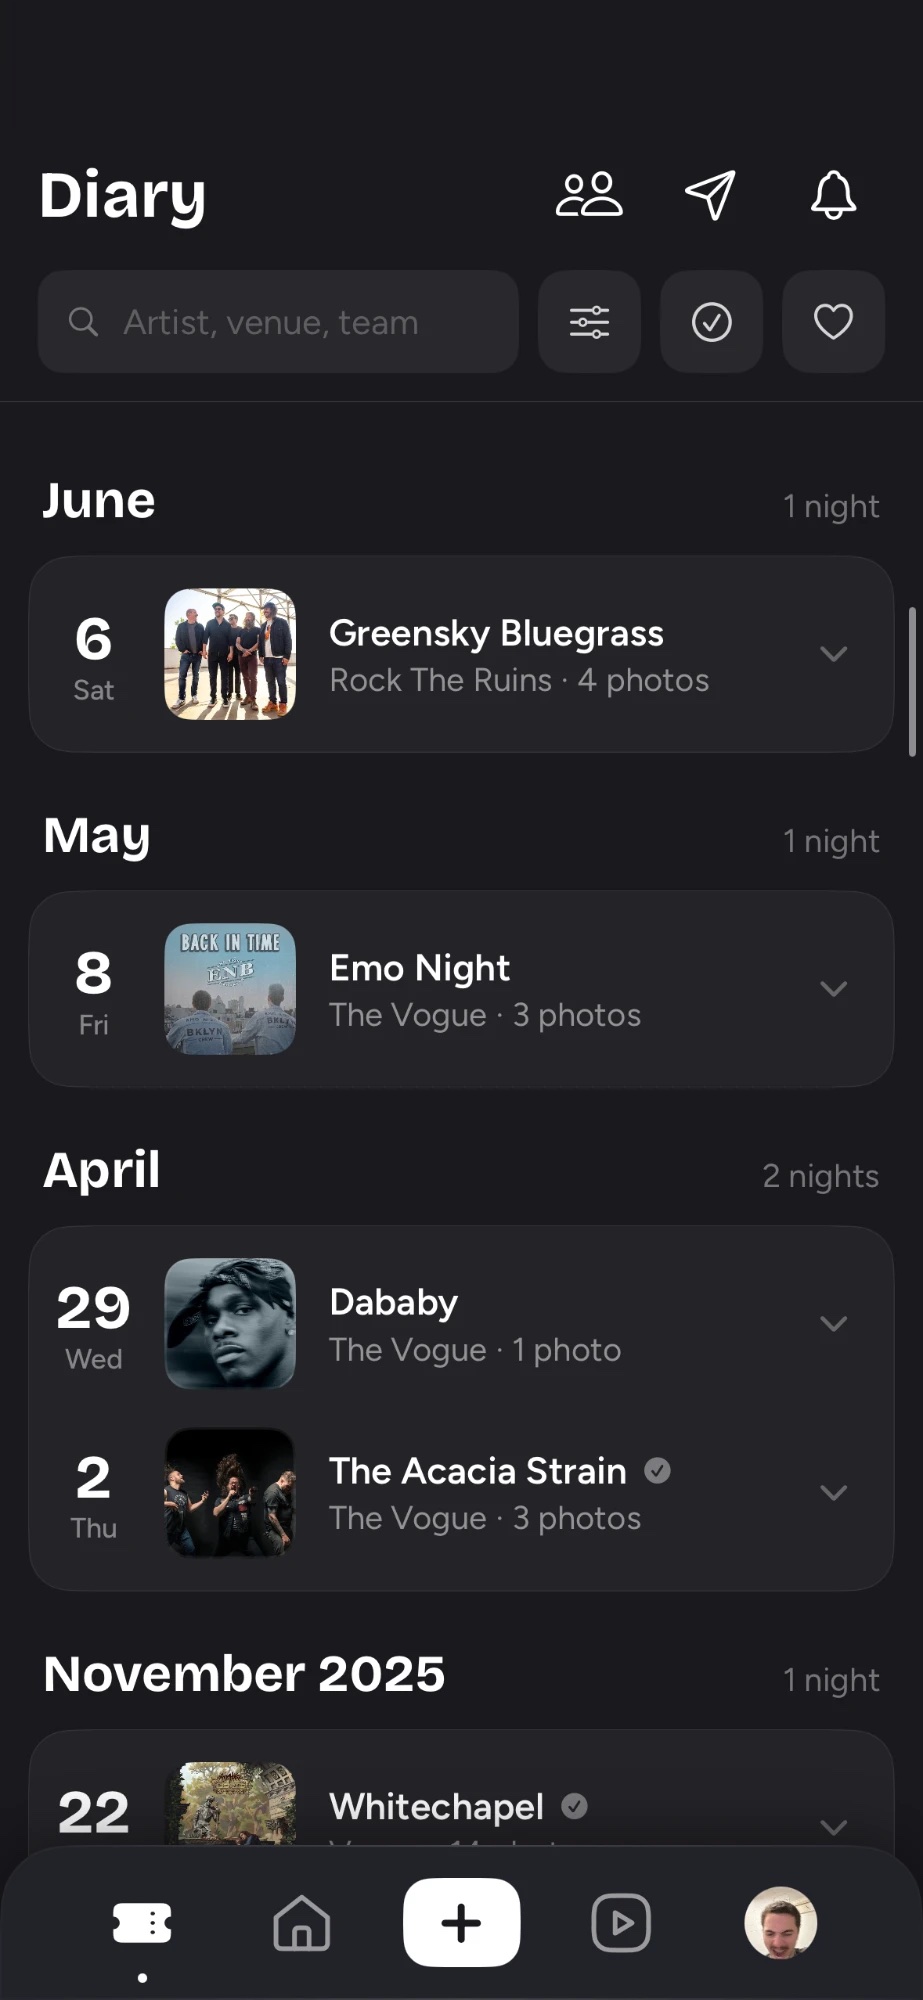 Diary
Artist, venue, team
June
1 night
6
Sat
Greensky Bluegrass
Rock The Ruins · 4 photos
May
1 night
8
Fri
BACK IN TIME
ENB
BKLYN
Emo Night
The Vogue · 3 photos
April
2 nights
29
Wed
Dababy
The Vogue · 1 photo
2
Thu
The Acacia Strain
The Vogue · 3 photos
November 2025
1 night
22
Whitechapel